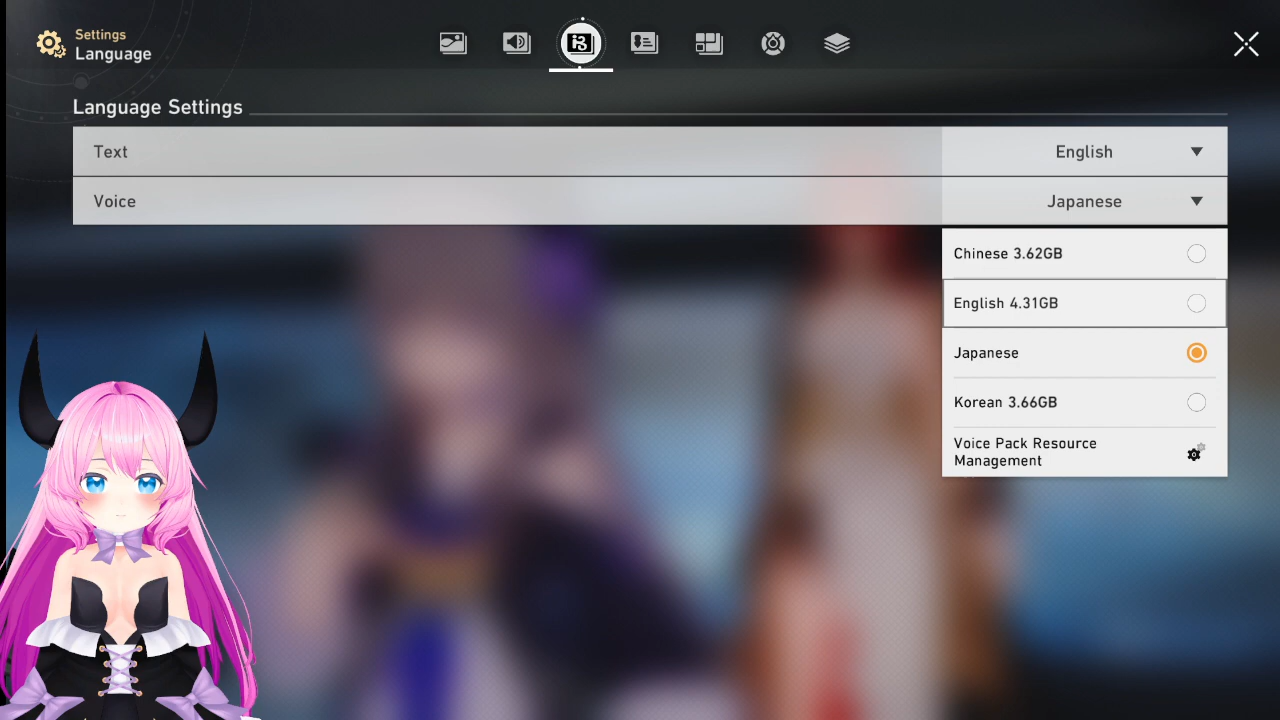 Settings
Language
Language Settings
Text English
Voice Japanese
Chinese 3.62GB
English 4.31GB
Japanese
Korean 3.66GB
Voice Pack Resource
Management